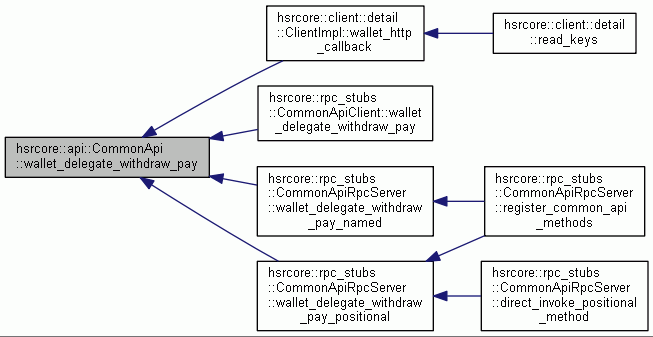 hsrcore::client::detail
::ClientImpl::wallet_http
_callback
hsrcore::client::detail
::read_keys
hsrcore::rpc_stubs
::CommonApiClient::wallet
_delegate_withdraw_pay
hsrcore::api::CommonApi
::wallet_delegate_withdraw_pay
hsrcore::rpc_stubs
::CommonApiRpcServer
::wallet_delegate_withdraw
_pay_named
hsrcore::rpc_stubs
::CommonApiRpcServer
::register_common_api
_methods
hsrcore::rpc_stubs
::CommonApiRpcServer
::wallet_delegate_withdraw
_pay_positional
hsrcore::rpc_stubs
::CommonApiRpcServer
::direct_invoke_positional
_method